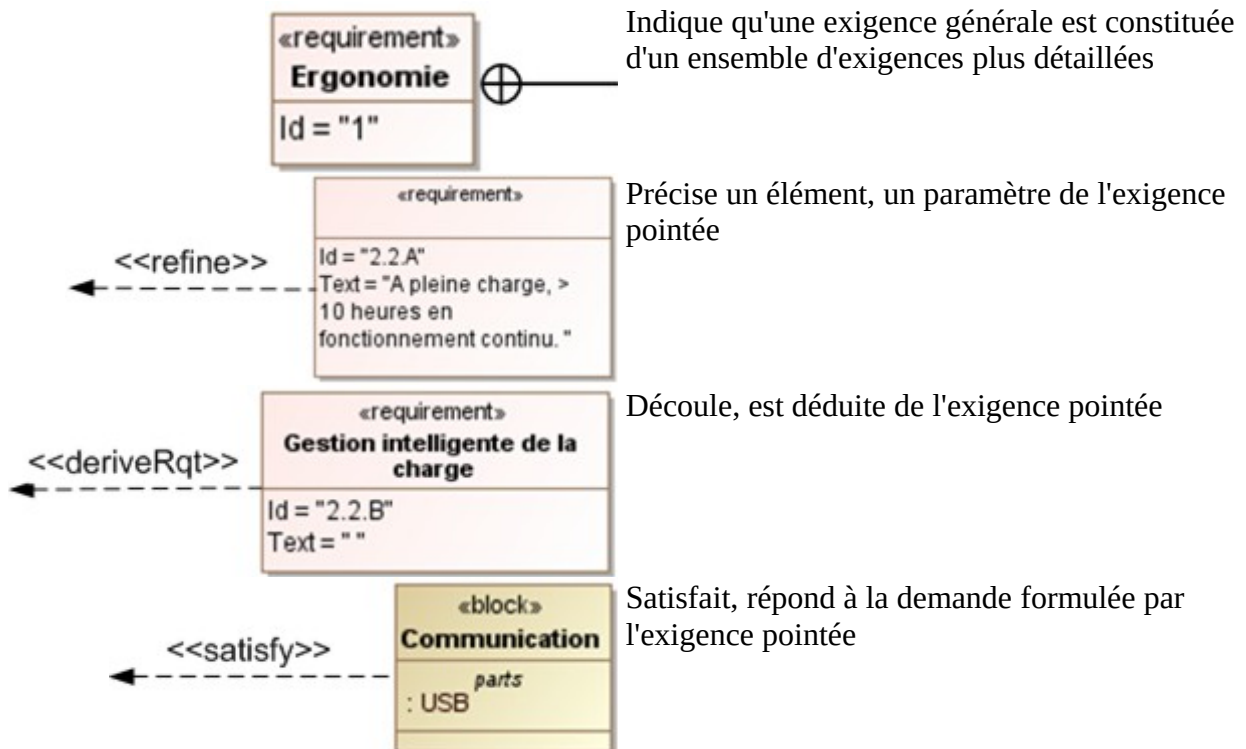 «requirement»
Ergonomie
Id = "1"
Indique qu'une exigence générale est constituée
d'un ensemble d'exigences plus détaillées
<<refine>>
«requirement»
Id = "2.2.A"
Text = "A pleine charge, >
10 heures en
fonctionnement continu. "
Précise un élément, un paramètre de l'exigence
pointée
<<deriveRqt>>
«requirement»
Gestion intelligente de la
charge
Id = "2.2.B"
Text = " "
Découle, est déduite de l'exigence pointée
<<satisfy>>
«block»
Communication
parts
: USB
Satisfait, répond à la demande formulée par
l'exigence pointée